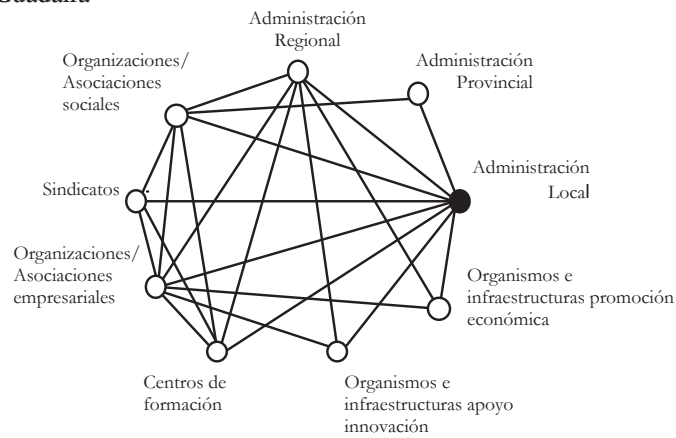 Administración
Regional
Organizaciones/
Asociaciones
sociales
Administración
Provincial
Sindicatos
Administración
Local
Organizaciones/
Asociaciones
empresariales
Organismos e
infraestructuras promoción
económica
Centros de
formación
Organismos e
infraestructuras apoyo
innovación